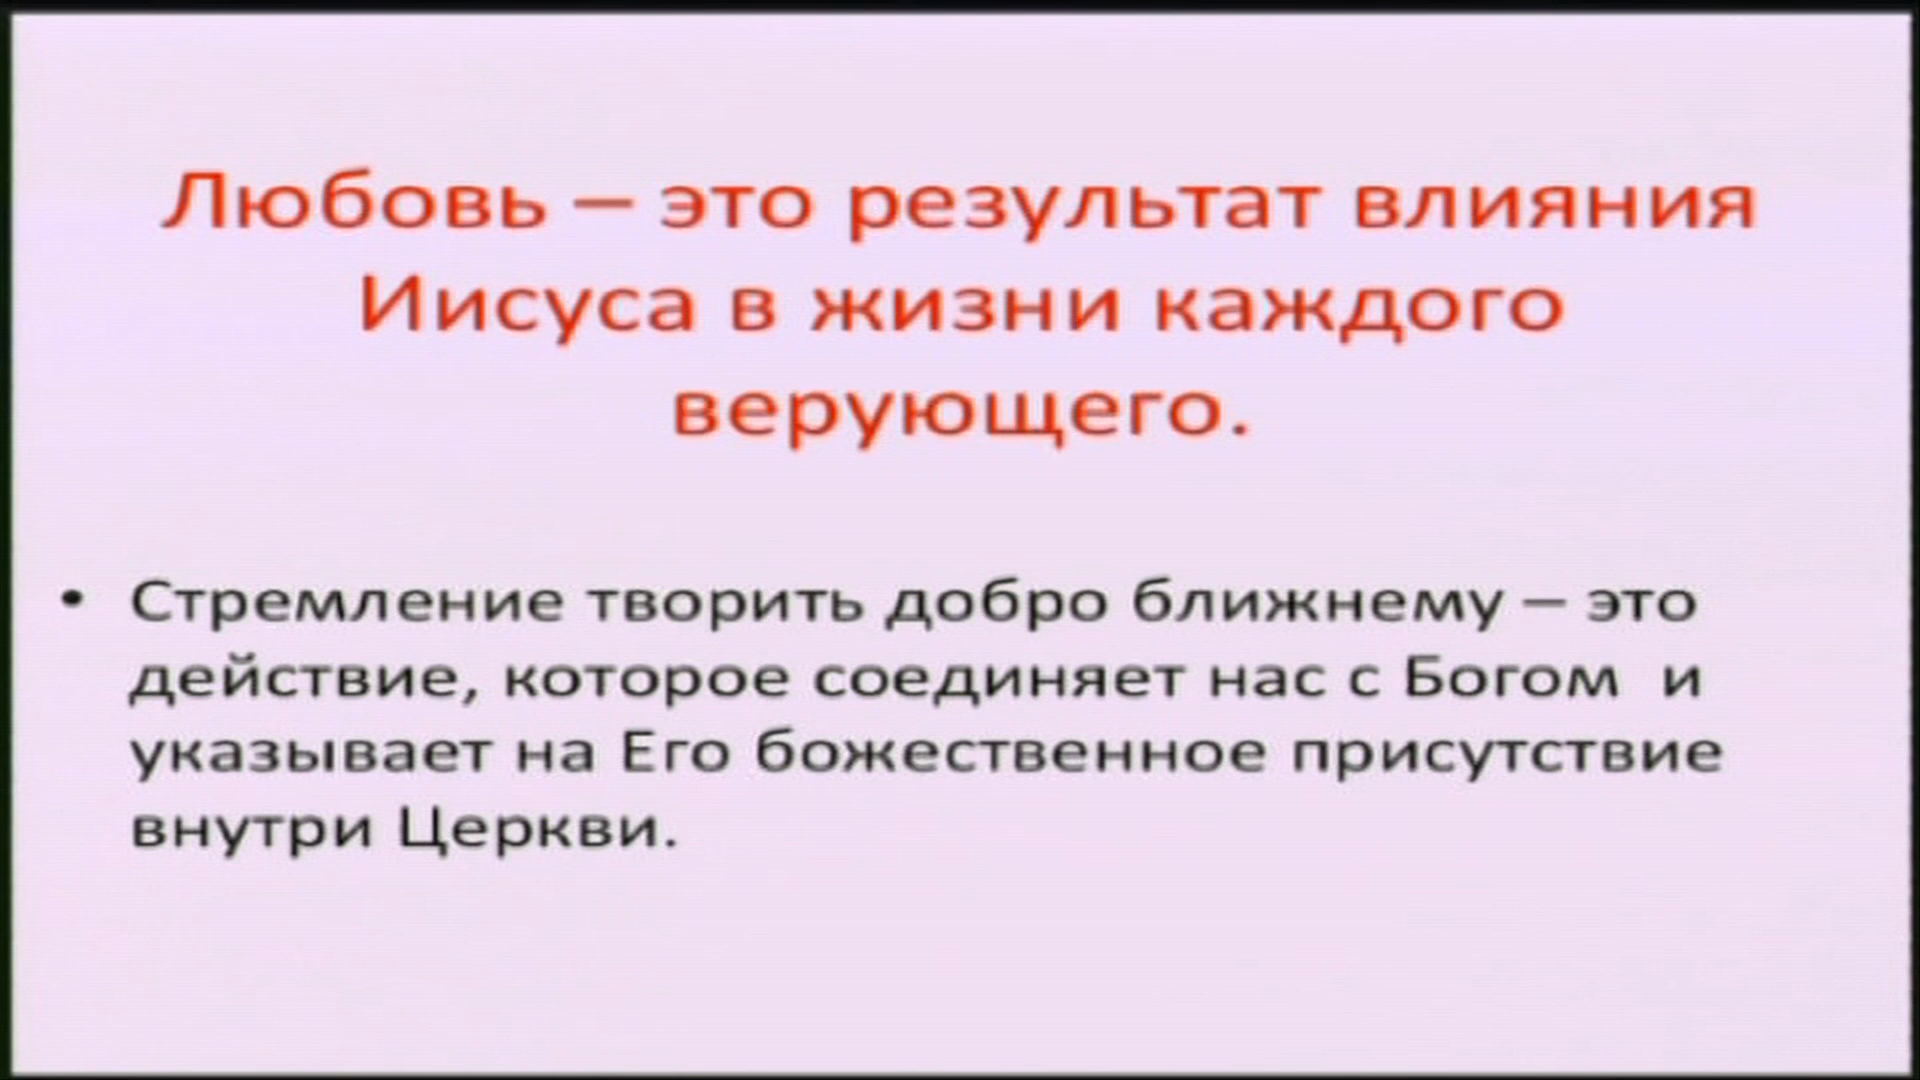 Любовь – это результат влияния
Иисуса в жизни каждого
верующего.
• Стремление творить добро ближнему – это
действие, которое соединяет нас с Богом  и
указывает на Его божественное присутствие
внутри Церкви.